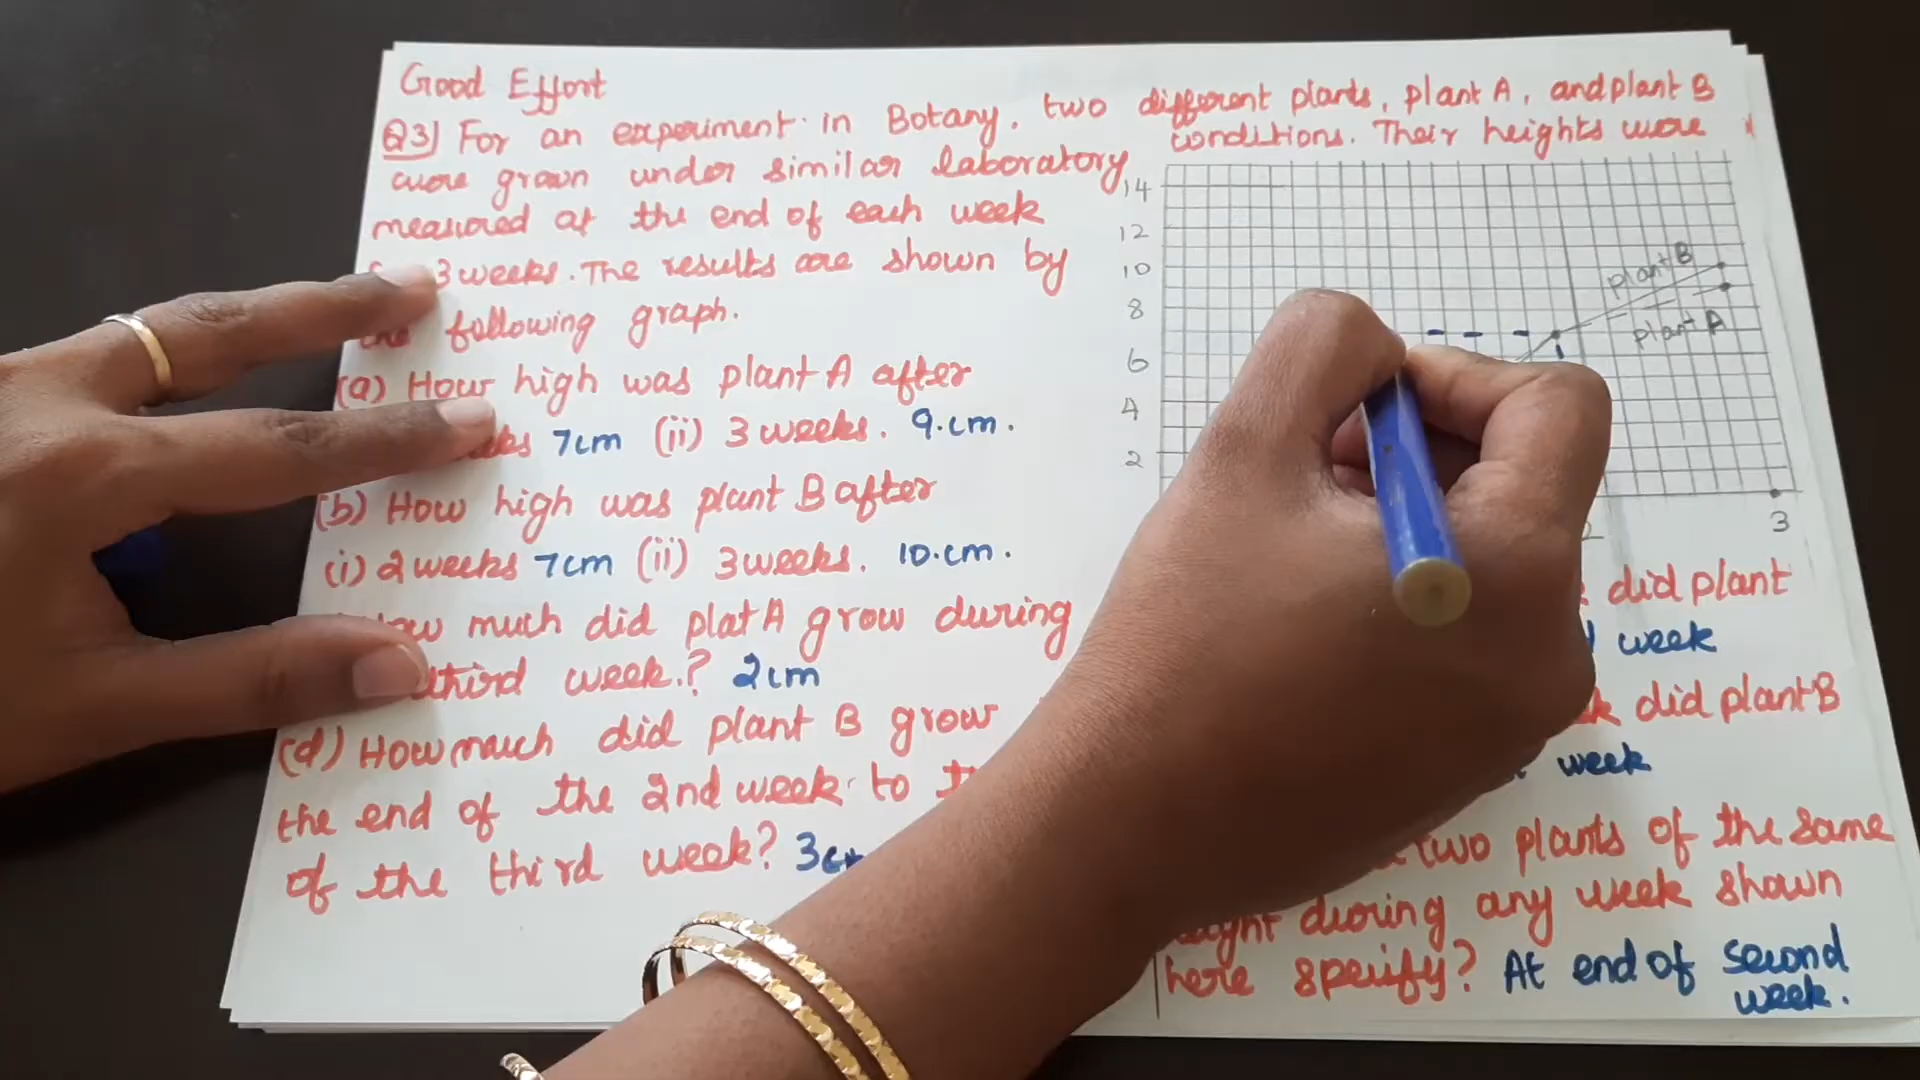 Good Effort
Q3) For an experiment in Botany, two different plants, plant A, and plant B
were grown under similar laboratory conditions. Their heights were
measured at the end of each week
3 weeks. The results are shown by
the following graph.
(a) How high was plant A after
7cm (ii) 3 weeks. 9.cm.
(b) How high was plant B after
(i) 2 weeks 7cm (ii) 3 weeks. 10.cm.
much did plat A grow during
third week.? 2cm
(d) How much did plant B grow
the end of the 2nd week to
of the third week? 3cm
14
12
10
8
6
4
2
plant B
plant A
2
3
did plant
week
did plant B
week
two plants of the same
during any week shown
here specify? At end of second
week.